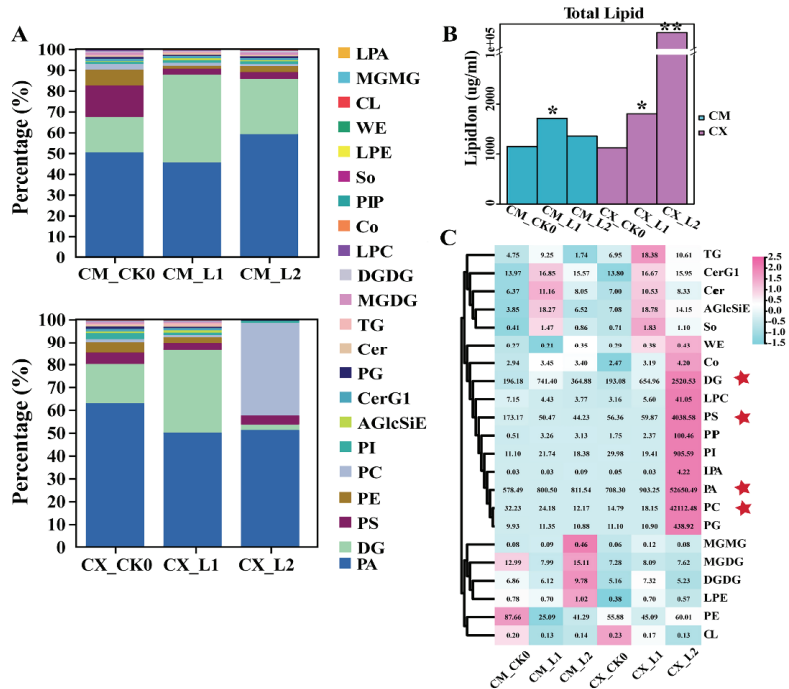 A
Percentage (%)
100
90
80
70
60
50
40
30
20
10
0
CM_CK0 CM_L1 CM_L2
Percentage (%)
100
90
80
70
60
50
40
30
20
10
0
CX_CK0 CX_L1 CX_L2
LPA
MGMG
CL
WE
LPE
So
PIP
Co
LPC
DGDG
MGDG
TG
Cer
PG
CerG1
AGlcSiE
PI
PC
PE
PS
DG
PA
B
Total Lipid
LipidIon (ug/ml)
1e+05
2000
1000
0
* * **
CM
CX
CM_CK0 CM_L1 CM_L2 CX_CK0 CX_L1 CX_L2
C
4.75 9.25 1.74 6.95 18.38 10.61 TG
13.97 16.85 15.57 13.80 16.67 15.95 CerG1
6.37 11.16 8.05 7.00 10.53 8.33 Cer
3.85 18.27 6.52 7.08 18.78 14.15 AGlcSiE
0.41 1.47 0.86 0.71 1.83 1.10 So
0.27 0.21 0.35 0.29 0.38 0.43 WE
2.94 3.45 3.40 2.47 3.19 4.20 Co
196.18 741.40 364.88 193.08 654.96 2520.53 DG
7.15 4.43 3.77 3.16 5.60 41.05 LPC
173.17 50.47 44.23 56.36 59.87 4038.58 PS
0.51 3.26 3.13 1.75 2.37 100.46 PIP
11.10 21.74 18.38 29.98 19.41 905.59 PI
0.03 0.03 0.09 0.05 0.03 4.22 LPA
578.49 800.50 811.54 708.30 903.25 52650.49 PA
32.23 24.18 12.17 14.79 18.15 42112.48 PC
9.93 11.35 10.88 11.10 10.90 438.92 PG
0.08 0.09 0.46 0.06 0.12 0.08 MGMG
12.99 7.99 15.11 7.28 8.09 7.62 MGDG
6.86 6.12 9.78 5.16 7.32 5.23 DGDG
0.78 0.70 1.02 0.38 0.70 0.57 LPE
87.66 25.09 41.29 55.88 45.09 60.01 PE
0.20 0.13 0.14 0.23 0.17 0.13 CL
CM_CK0 CM_L1 CM_L2 CX_CK0 CX_L1 CX_L2
2.5
2.0
1.5
1.0
0.5
0.0
-0.5
-1.0
-1.5